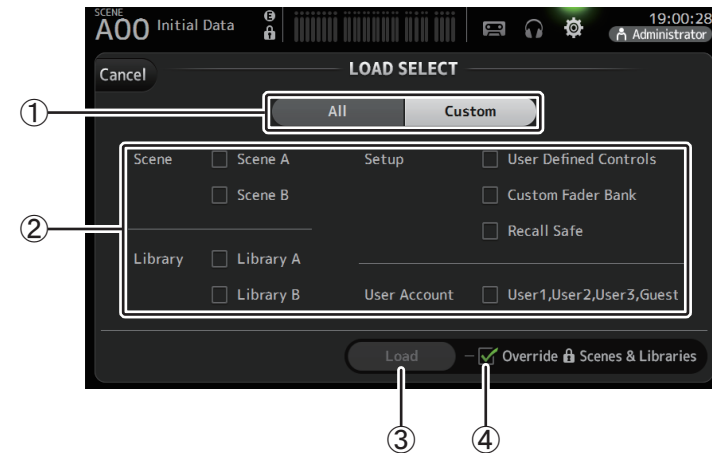 SCENE
A00 Initial Data
E
19:00:28
Administrator
Cancel
LOAD SELECT
① All Custom
② Scene Scene A Setup User Defined Controls
Scene B Custom Fader Bank
Recall Safe
Library Library A
Library B User Account User1,User2,User3,Guest
Load Override Scenes & Libraries
③ ④